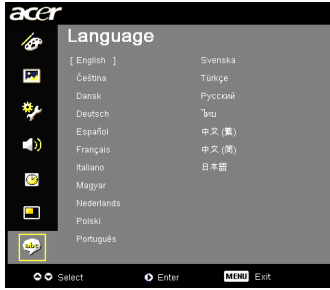 acer
Language
[ English ]
Čeština
Dansk
Deutsch
Español
Français
Italiano
Magyar
Nederlands
Polski
Português
Svenska
Türkçe
Русский
ไทย
中文 (繁)
中文 (简)
日本語
abc
Select Enter MENU Exit